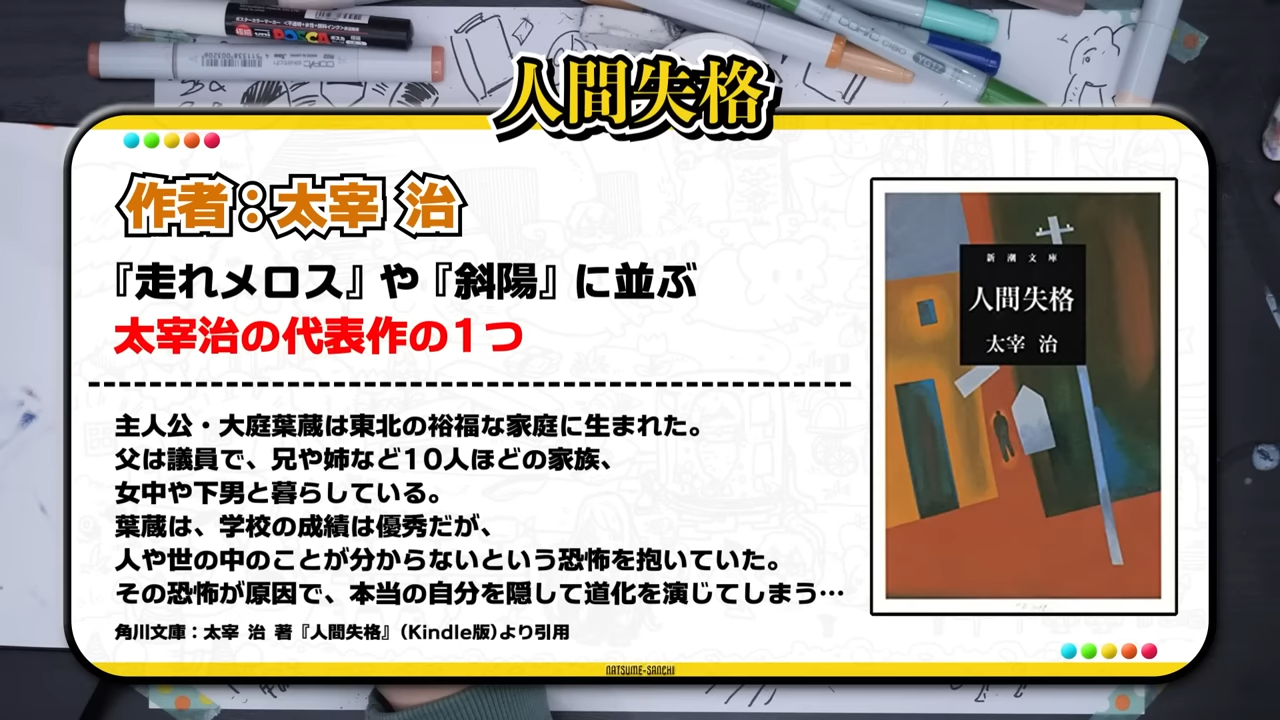 人間失格
作者：太宰 治
『走れメロス』や『斜陽』に並ぶ
太宰治の代表作の1つ
主人公・大庭葉蔵は東北の裕福な家庭に生まれた。
父は議員で、兄や姉など10人ほどの家族、
女中や下男と暮らしている。
葉蔵は、学校の成績は優秀だが、
人や世の中のことが分からないという恐怖を抱いていた。
その恐怖が原因で、本当の自分を隠して道化を演じてしまう…
角川文庫：太宰 治 著『人間失格』（Kindle版）より引用
新潮文庫
人間失格
太宰 治
NATSUME-SANCHI